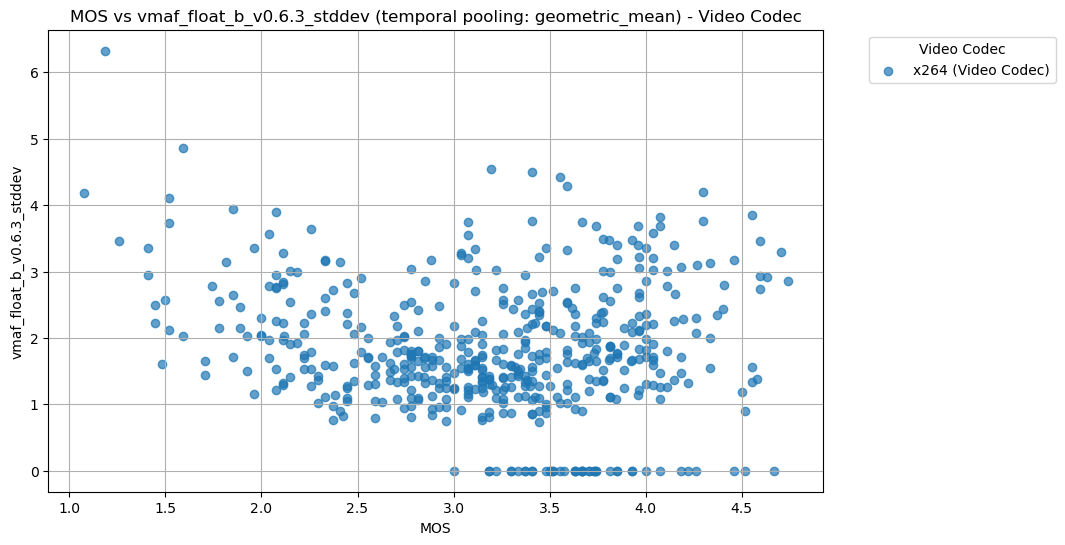 MOS vs vmaf_float_b_v0.6.3_stddev (temporal pooling: geometric_mean) - Video Codec
Video Codec
x264 (Video Codec)
vmaf_float_b_v0.6.3_stddev
6
5
4
3
2
1
0
1.0 1.5 2.0 2.5 3.0 3.5 4.0 4.5
MOS